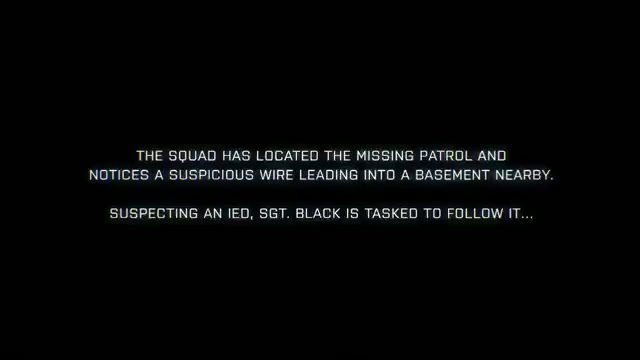 THE SQUAD HAS LOCATED THE MISSING PATROL AND
NOTICES A SUSPICIOUS WIRE LEADING INTO A BASEMENT NEARBY.
SUSPECTING AN IED, SGT. BLACK IS TASKED TO FOLLOW IT...